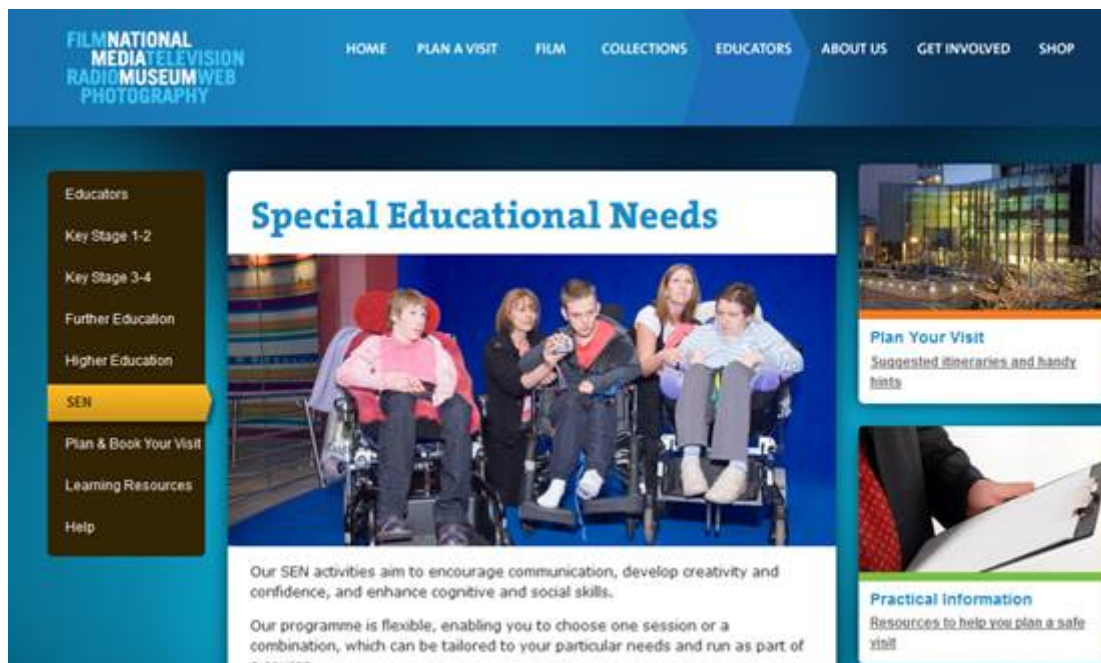 FILMNATIONAL
MEDIATELEVISION
RADIOMUSEUMWEB
PHOTOGRAPHY
HOME PLAN A VISIT FILM COLLECTIONS EDUCATORS ABOUT US GET INVOLVED SHOP
Educators
Key Stage 1-2
Key Stage 3-4
Further Education
Higher Education
SEN
Plan & Book Your Visit
Learning Resources
Help
Special Educational Needs
Our SEN activities aim to encourage communication, develop creativity and
confidence, and enhance cognitive and social skills.
Our programme is flexible, enabling you to choose one session or a
combination, which can be tailored to your particular needs and run as part of
Plan Your Visit
Suggested itineraries and handy
hints
Practical Information
Resources to help you plan a safe
visit